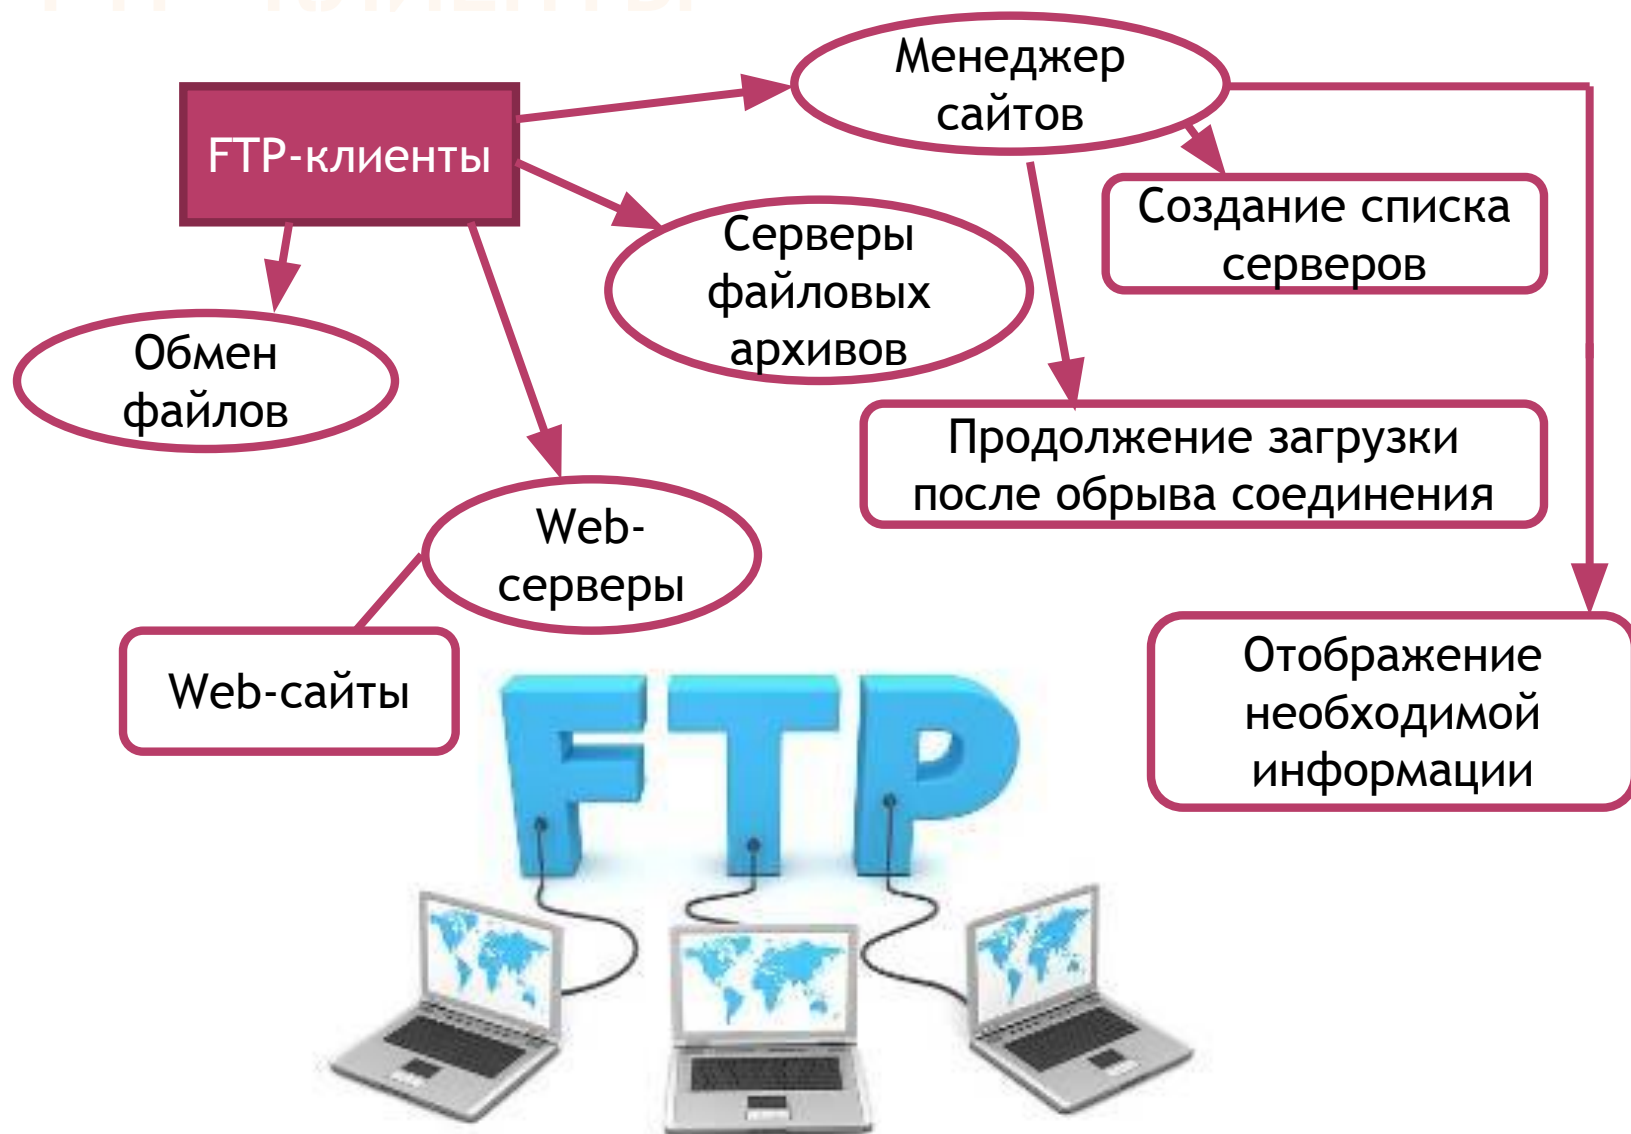 FTP-клиенты
Менеджер
сайтов
Создание списка
серверов
Серверы
файловых
архивов
Обмен
файлов
Продолжение загрузки
после обрыва соединения
Web-
серверы
Web-сайты
Отображение
необходимой
информации
FTP